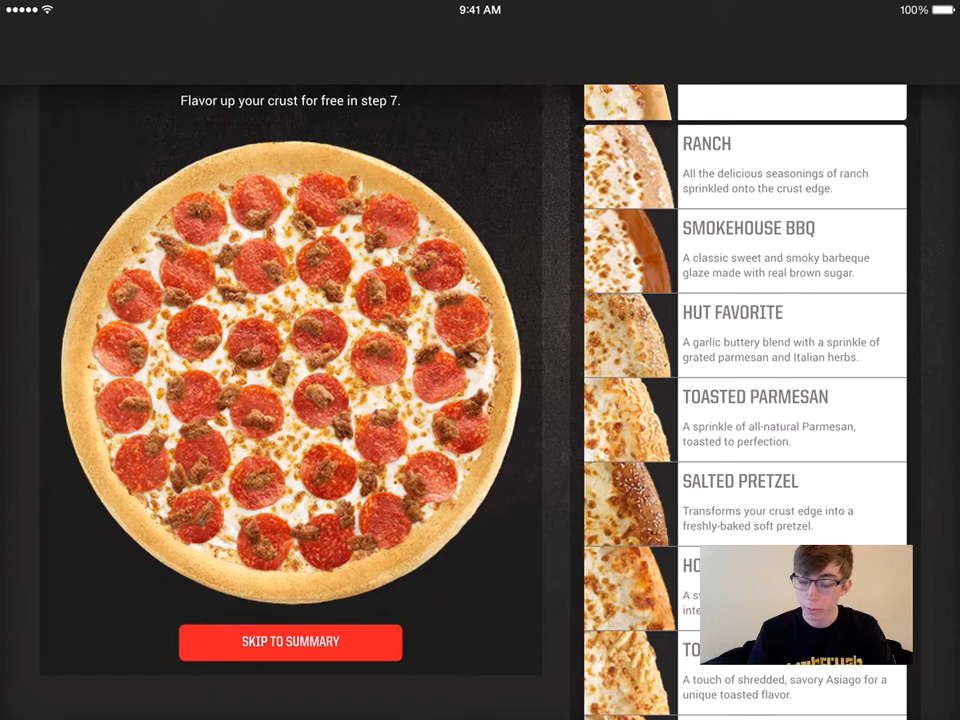 9:41 AM
100%
Flavor up your crust for free in step 7.
RANCH
All the delicious seasonings of ranch
sprinkled onto the crust edge.
SMOKEHOUSE BBQ
A classic sweet and smoky barbeque
glaze made with real brown sugar.
HUT FAVORITE
A garlic buttery blend with a sprinkle of
grated parmesan and Italian herbs.
TOASTED PARMESAN
A sprinkle of all-natural Parmesan,
toasted to perfection.
SALTED PRETZEL
Transforms your crust edge into a
freshly-baked soft pretzel.
HO
A s
inte
TO
A touch of shredded, savory Asiago for a
unique toasted flavor.
SKIP TO SUMMARY